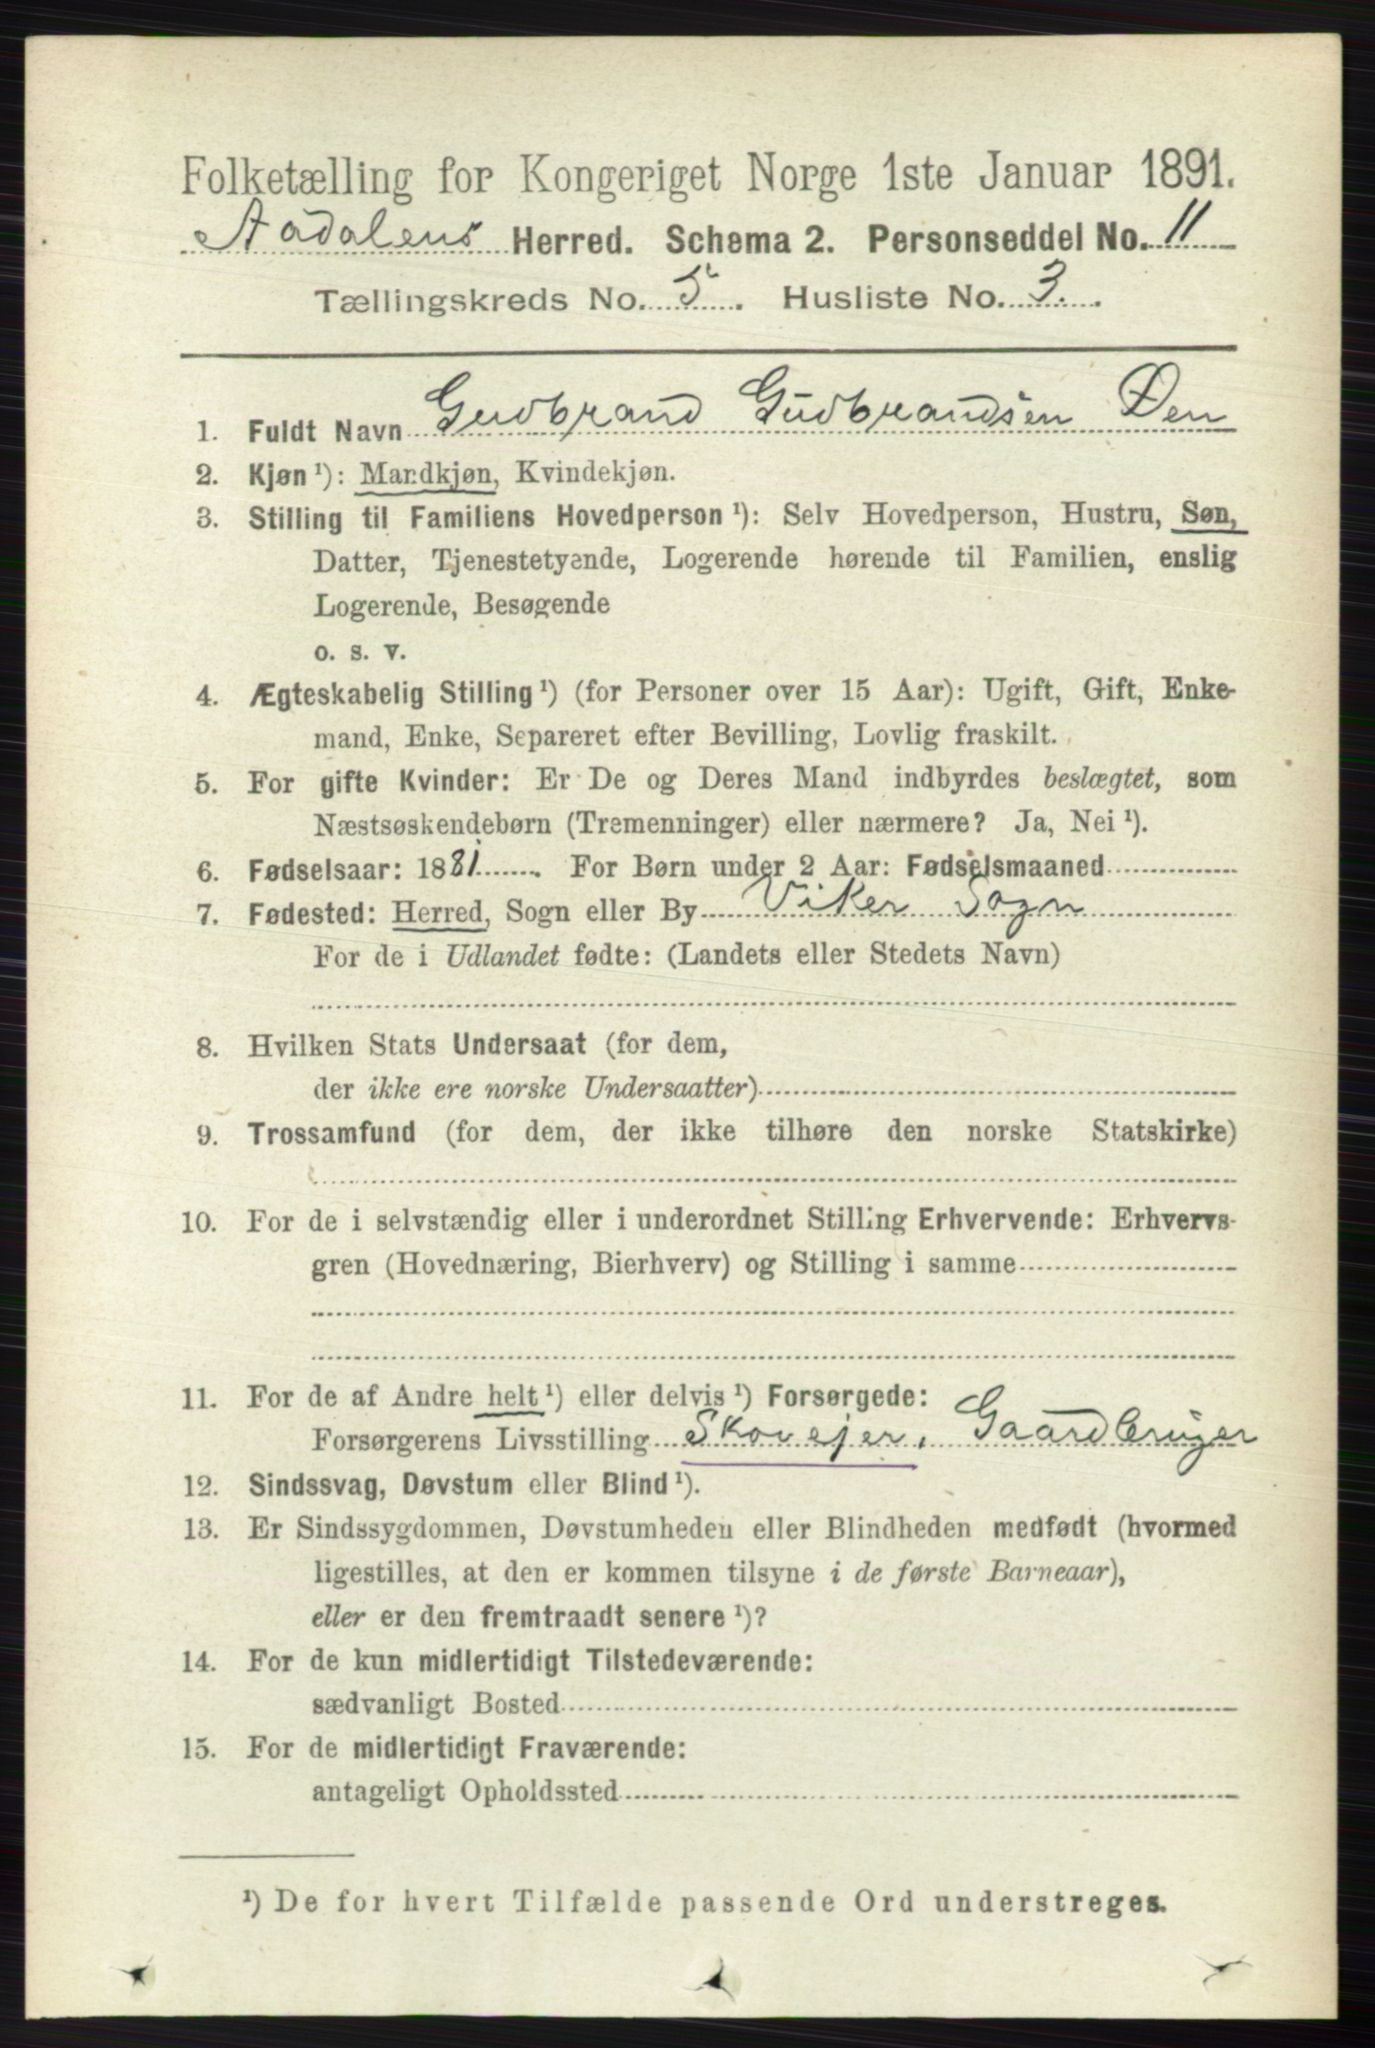 Folketælling for Kongeriget Norge 1ste Januar 1891.
Aadalens Herred. Schema 2. Personseddel No. 11
Tællingskreds No. 5. Husliste No. 3.
1. Fuldt Navn Gudbrand Gudbrandsen Øen
2. Kjøn ¹): Mandkjøn, Kvindekjøn.
3. Stilling til Familiens Hovedperson ¹): Selv Hovedperson, Hustru, Søn,
Datter, Tjenestetyende, Logerende hørende til Familien, enslig
Logerende, Besøgende
o. s. v.
4. Ægteskabelig Stilling ¹) (for Personer over 15 Aar): Ugift, Gift, Enke-
mand, Enke, Separeret efter Bevilling, Lovlig fraskilt.
5. For gifte Kvinder: Er De og Deres Mand indbyrdes beslægtet, som
Næstsøskendebørn (Tremenninger) eller nærmere? Ja, Nei ¹).
6. Fødselsaar: 1881. For Børn under 2 Aar: Fødselsmaaned
7. Fødested: Herred, Sogn eller By Viker Sogn
For de i Udlandet fødte: (Landets eller Stedets Navn)
8. Hvilken Stats Undersaat (for dem,
der ikke ere norske Undersaatter)
9. Trossamfund (for dem, der ikke tilhøre den norske Statskirke)
10. For de i selvstændig eller i underordnet Stilling Erhvervende: Erhvervs-
gren (Hovednæring, Bierhverv) og Stilling i samme
11. For de af Andre helt ¹) eller delvis ¹) Forsørgede:
Forsørgerens Livsstilling Skovejer, Gaardbruger
12. Sindssvag, Døvstum eller Blind ¹).
13. Er Sindssygdommen, Døvstumheden eller Blindheden medfødt (hvormed
ligestilles, at den er kommen tilsyne i de første Barneaar),
eller er den fremtraadt senere ¹)?
14. For de kun midlertidigt Tilstedeværende:
sædvanligt Bosted
15. For de midlertidigt Fraværende:
antageligt Opholdssted
¹) De for hvert Tilfælde passende Ord understreges.